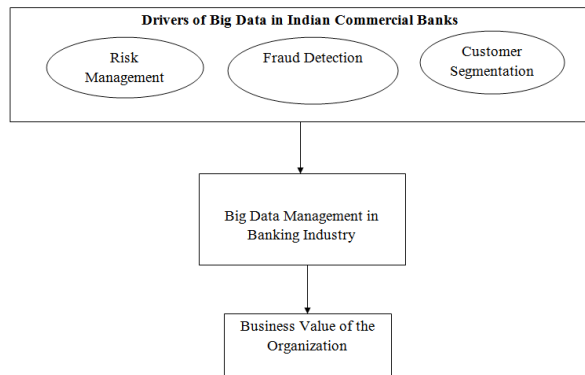 Drivers of Big Data in Indian Commercial Banks
Risk
Management
Fraud Detection
Customer
Segmentation
Big Data Management in
Banking Industry
Business Value of the
Organization